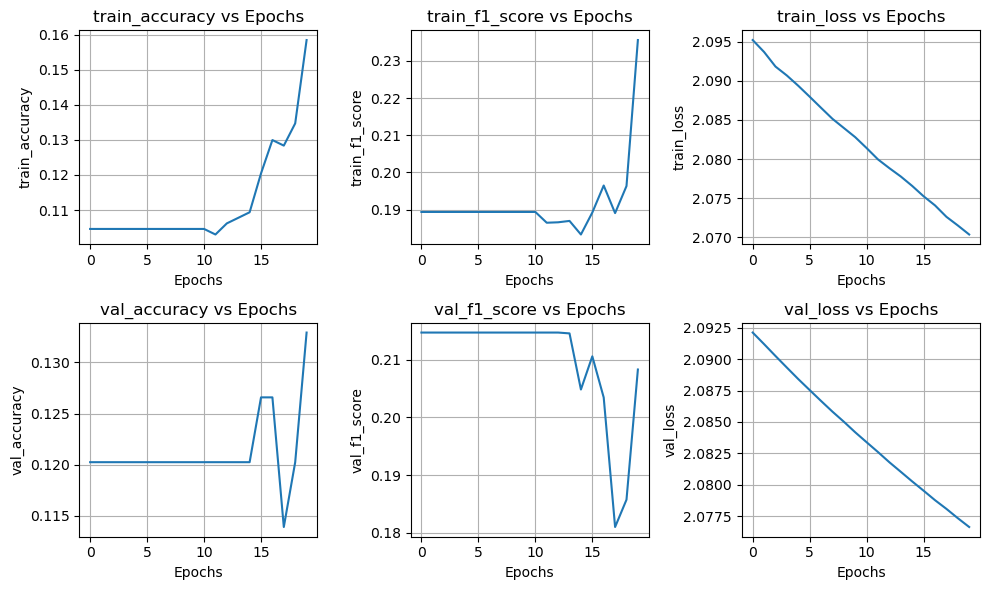 train_accuracy vs Epochs
train_accuracy
0.16
0.15
0.14
0.13
0.12
0.11
0 5 10 15
Epochs
train_f1_score vs Epochs
train_f1_score
0.23
0.22
0.21
0.20
0.19
0 5 10 15
Epochs
train_loss vs Epochs
train_loss
2.095
2.090
2.085
2.080
2.075
2.070
0 5 10 15
Epochs
val_accuracy vs Epochs
val_accuracy
0.130
0.125
0.120
0.115
0 5 10 15
Epochs
val_f1_score vs Epochs
val_f1_score
0.21
0.20
0.19
0.18
0 5 10 15
Epochs
val_loss vs Epochs
val_loss
2.0925
2.0900
2.0875
2.0850
2.0825
2.0800
2.0775
0 5 10 15
Epochs